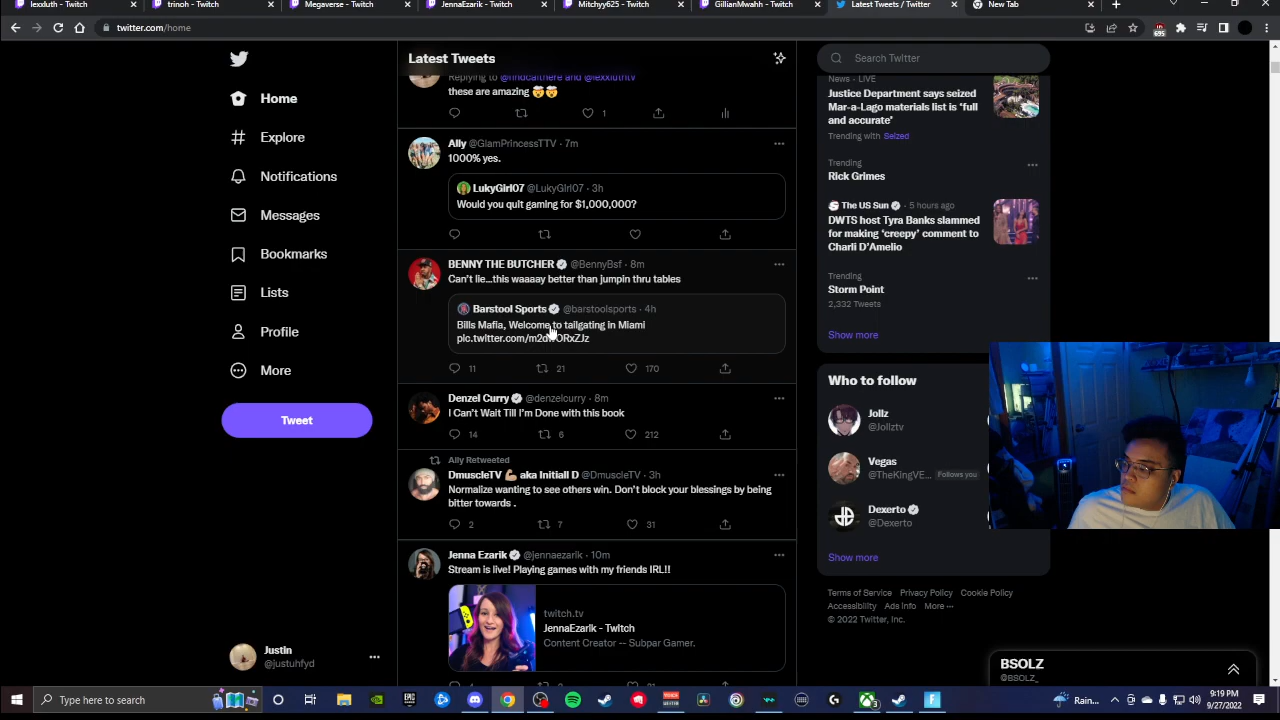 lexluth - Twitch
trinoh - Twitch
Megaverse - Twitch
JennaEzarik - Twitch
Mitchyy625 - Twitch
GillianMwahh - Twitch
Latest Tweets / Twitter
New Tab
twitter.com/home
Latest Tweets
Search Twitter
Home
Explore
Notifications
Messages
Bookmarks
Lists
Profile
More
Tweet
Justin
@justuhfyd
these are amazing 🤯🤯
1
Ally @GlamPrincessTTV · 7m
1000% yes.
LukyGirl07 @LukyGirl07 · 3h
Would you quit gaming for $1,000,000?
BENNY THE BUTCHER @BennyBsf · 8m
Can't lie...this waaaay better than jumpin thru tables
Barstool Sports @barstoolsports · 4h
Bills Mafia, Welcome to tailgating in Miami
11 21 170
Denzel Curry @denzelcurry · 8m
I Can't Wait Till I'm Done with this book
14 6 212
Ally Retweeted
DmuscleTV 💪🏽 aka Initiall D @DmuscleTV · 3h
Normalize wanting to see others win. Don't block your blessings by being
bitter towards .
2 7 31
Jenna Ezarik @jennaezarik · 10m
Stream is live! Playing games with my friends IRL!!
twitch.tv
JennaEzarik - Twitch
Content Creator -- Subpar Gamer.
News · LIVE
Justice Department says seized
Mar-a-Lago materials list is 'full
and accurate'
Trending with Seized
Trending
Rick Grimes
The US Sun · 5 hours ago
DWTS host Tyra Banks slammed
for making 'creepy' comment to
Charli D'Amelio
Trending
Storm Point
2,332 Tweets
Show more
Who to follow
Jollz
@Jollztv
Vegas
@TheKingVE... Follows you
Dexerto
@Dexerto
Show more
Terms of Service Privacy Policy Cookie Policy
Accessibility Ads info More ···
© 2022 Twitter, Inc.
BSOLZ
@BSOLZ_
Type here to search
Rain...
9:19 PM
9/27/2022